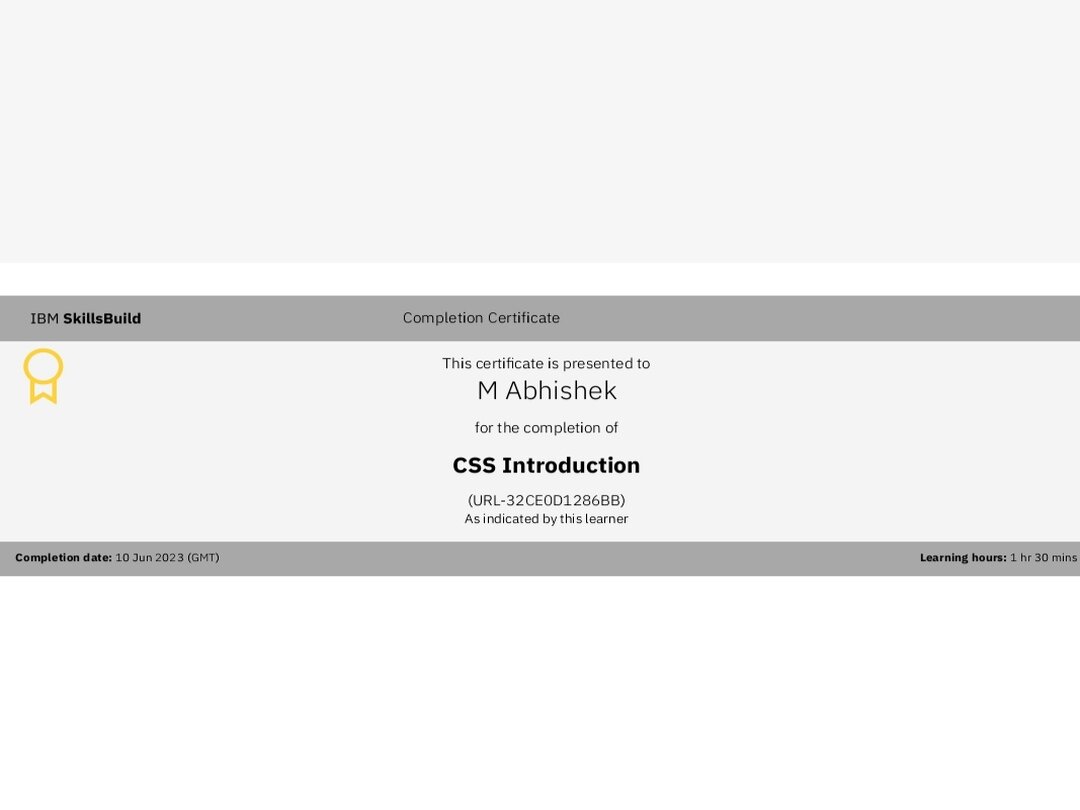 IBM SkillsBuild
Completion Certificate
This certificate is presented to
M Abhishek
for the completion of
CSS Introduction
(URL-32CE0D1286BB)
As indicated by this learner
Completion date: 10 Jun 2023 (GMT)
Learning hours: 1 hr 30 mins